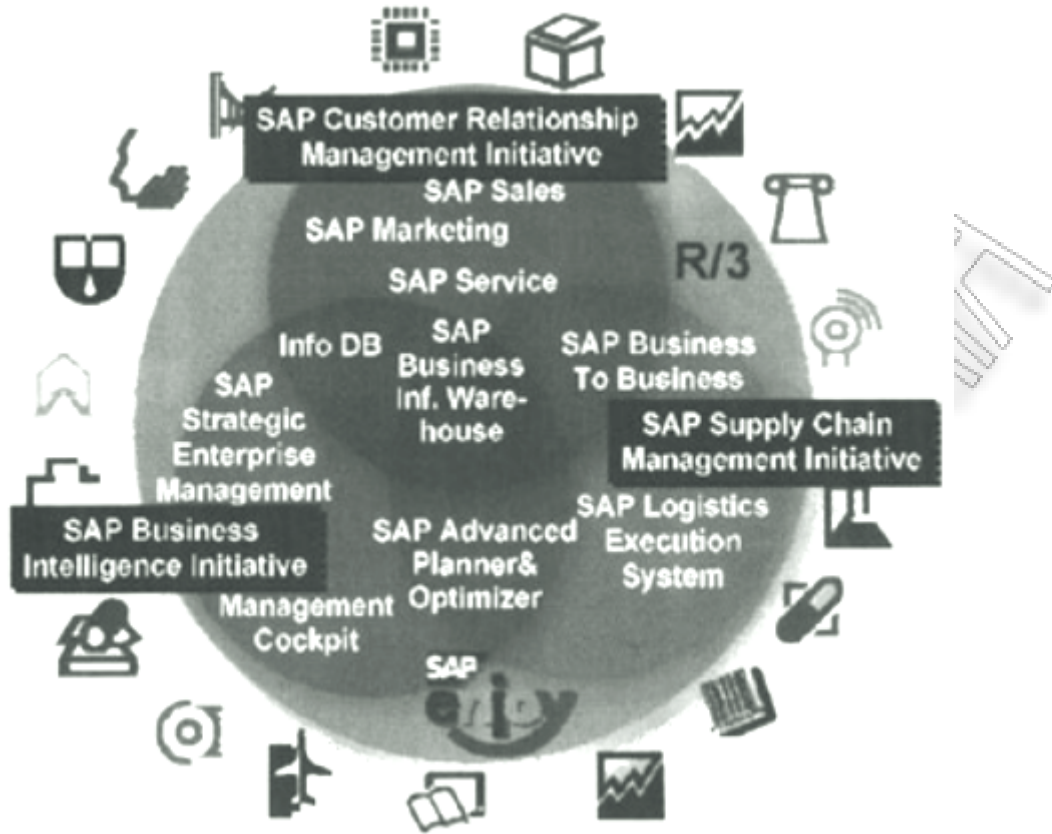 SAP Customer Relationship
Management Initiative
SAP Sales
SAP Marketing
R/3
SAP Service
Info DB
SAP
Business
Inf. Ware-
house
SAP Business
To Business
SAP
Strategic
Enterprise
Management
SAP Supply Chain
Management Initiative
SAP Business
Intelligence Initiative
SAP Advanced
Planner&
Optimizer
SAP Logistics
Execution
System
Management
Cockpit
SAP
enjoy